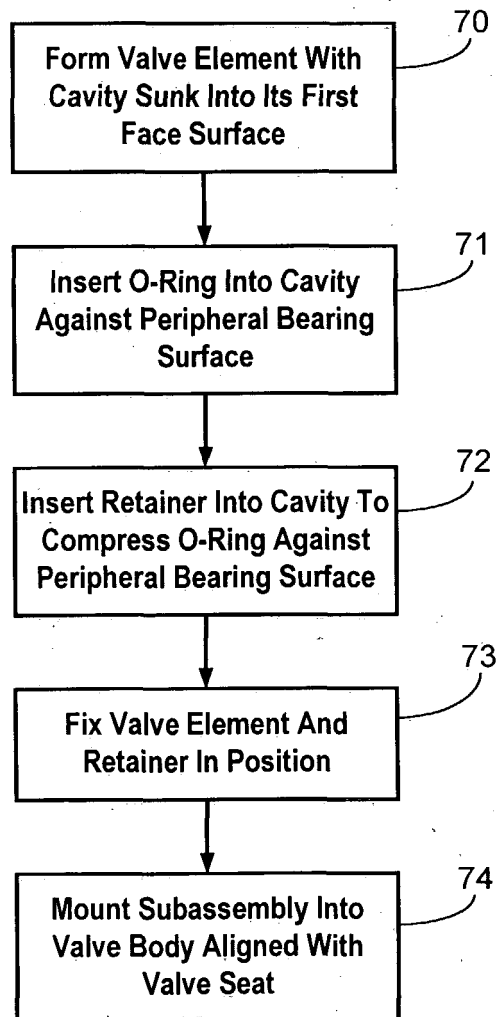 70
Form Valve Element With
Cavity Sunk Into Its First
Face Surface
71
Insert O-Ring Into Cavity
Against Peripheral Bearing
Surface
72
Insert Retainer Into Cavity To
Compress O-Ring Against
Peripheral Bearing Surface
73
Fix Valve Element And
Retainer In Position
74
Mount Subassembly Into
Valve Body Aligned With
Valve Seat